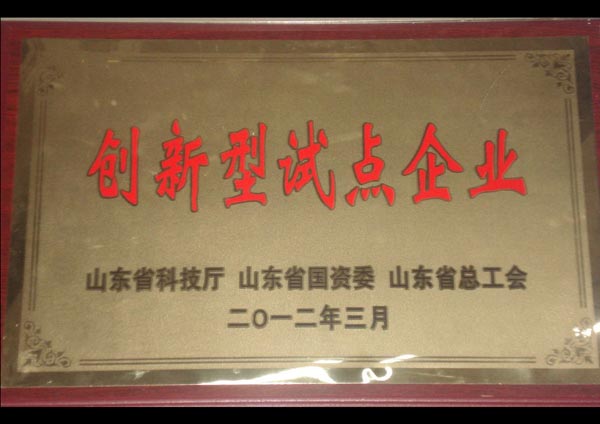 创新型试点企业
山东省科技厅 山东省国资委 山东省总工会
二〇一二年三月